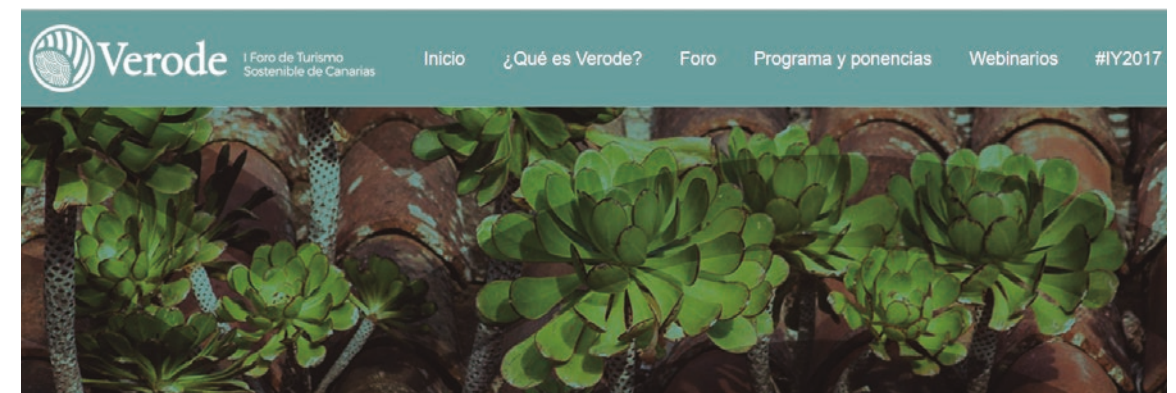 Verode
I Foro de Turismo
Sostenible de Canarias
Inicio
¿Qué es Verode?
Foro
Programa y ponencias
Webinarios
#IY2017